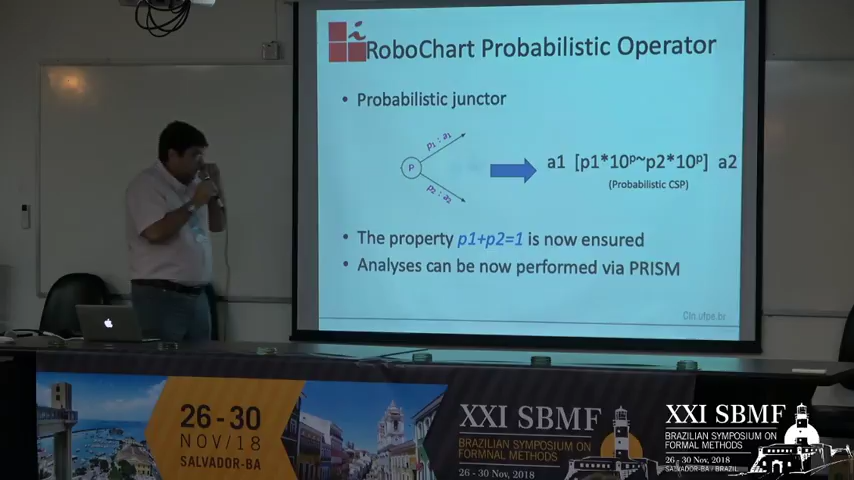 i
RoboChart Probabilistic Operator
• Probabilistic junctor
p1 : a1
P
p2 : a2
a1 [p1*10ᵖ~p2*10ᵖ] a2
(Probabilistic CSP)
• The property p1+p2=1 is now ensured
• Analyses can be now performed via PRISM
Cin.ufpe.br
26-30
NOV/18
SALVADOR-BA
XXI SBMF
BRAZILIAN SYMPOSIUM ON
FORMNAL METHODS
26 - 30 Nov, 2018
XXI SBMF
BRAZILIAN SYMPOSIUM ON
FORMAL METHODS
26 - 30 Nov, 2018
SALVADOR-BA / BRAZIL